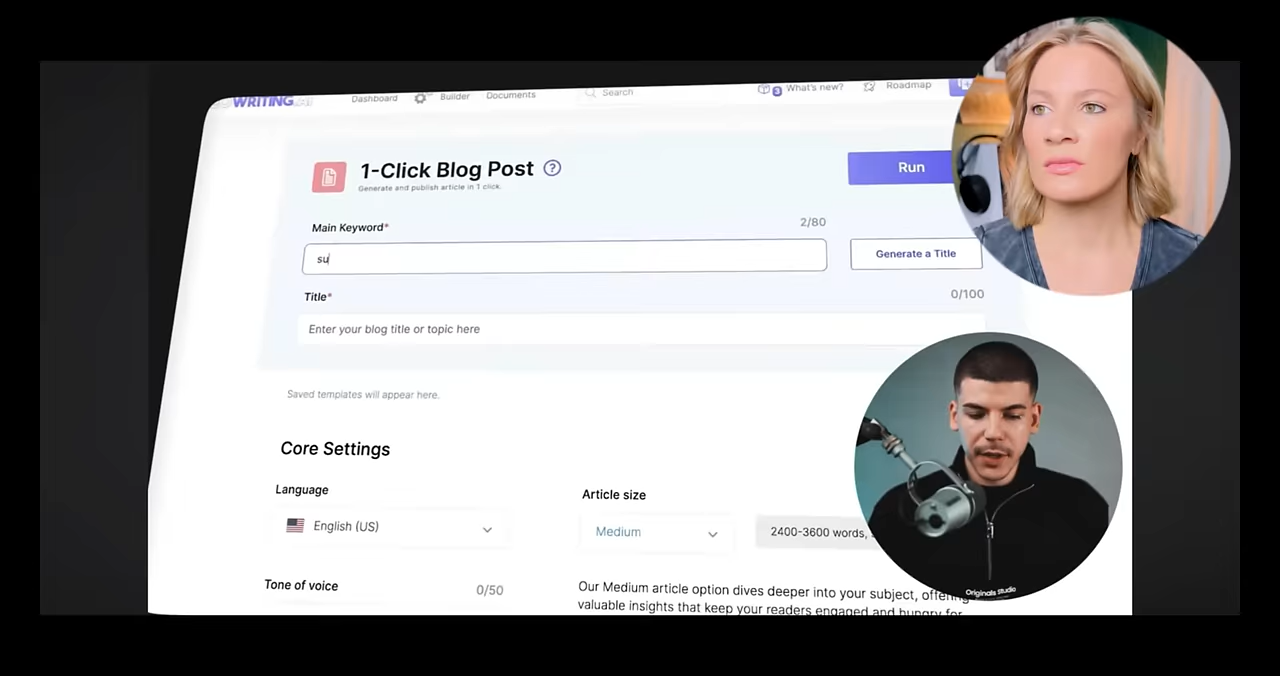 WRITING.AI
Dashboard
Builder
Documents
Search
3
What's new?
Roadmap
1-Click Blog Post ?
Generate and publish article in 1 click.
Run
Main Keyword*
2/80
su
Generate a Title
Title*
0/100
Enter your blog title or topic here
Saved templates will appear here.
Core Settings
Language
English (US)
Article size
Medium
2400-3600 words,
Tone of voice
0/50
Our Medium article option dives deeper into your subject, offering
valuable insights that keep your readers engaged and hungry for
Originals Studio